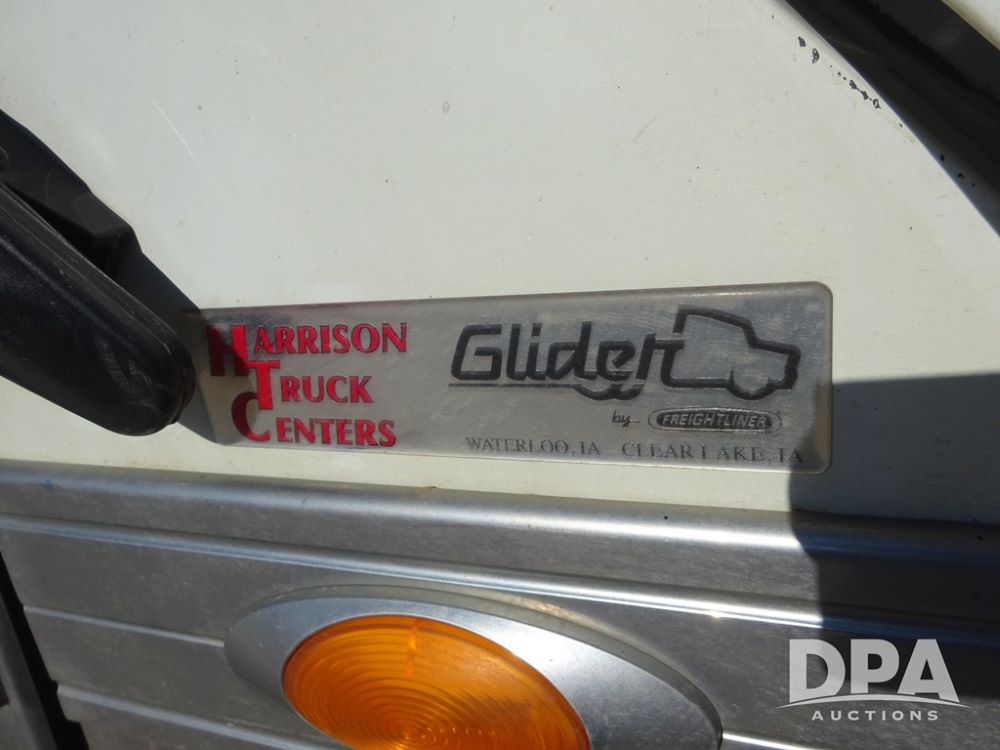 HARRISON
TRUCK
CENTERS
Glider
by FREIGHTLINER
WATERLOO, IA CLEAR LAKE, IA
DPA
AUCTIONS